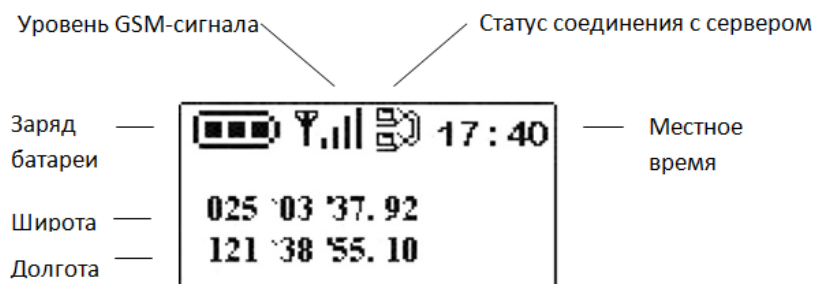 Уровень GSM-сигнала
Статус соединения с сервером
Заряд батареи
17:40
Местное время
Широта
025 °03 '37. 92
Долгота
121 °38 '55. 10